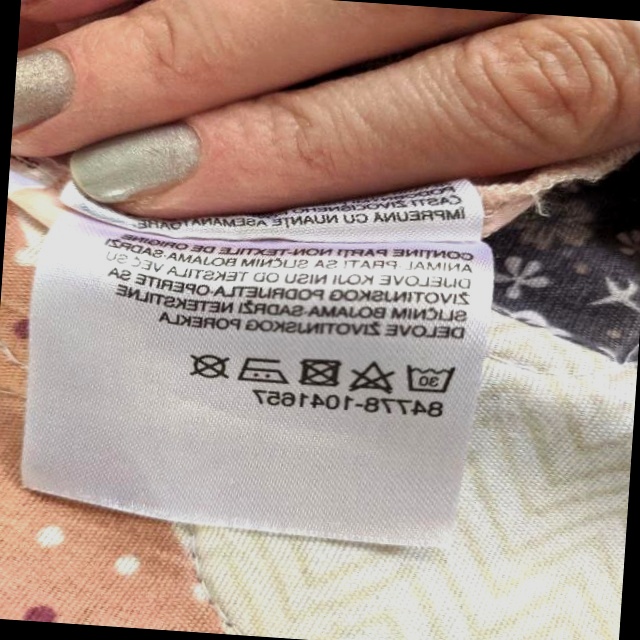 IMPREUNA CU NUANTE ASEMANATOARE
CONTINE PARTI NON-TEXTILE DE ORIGINE
ANIMAL PRATI SA SLIČNIM BOJAMA-SADRŽI
DIJELOVE KOJI NISU OD TEKSTILA VEĆ SU
ŽIVOTINJSKOG PODRIJETLA-OPERITE SA
SLIČNIM BOJAMA-SADRŽI NETEKSTILNE
DELOVE ŽIVOTINJSKOG POREKLA
30
84778-1041657